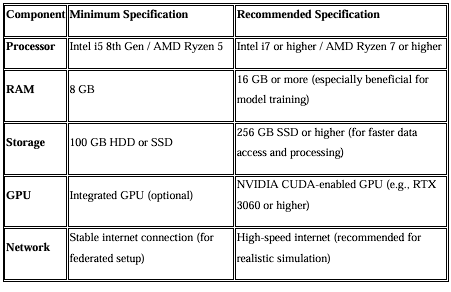 Component Minimum Specification Recommended Specification
Processor Intel i5 8th Gen / AMD Ryzen 5 Intel i7 or higher / AMD Ryzen 7 or higher
RAM 8 GB 16 GB or more (especially beneficial for
model training)
Storage 100 GB HDD or SSD 256 GB SSD or higher (for faster data
access and processing)
GPU Integrated GPU (optional) NVIDIA CUDA-enabled GPU (e.g., RTX
3060 or higher)
Network Stable internet connection (for
federated setup)
High-speed internet (recommended for
realistic simulation)